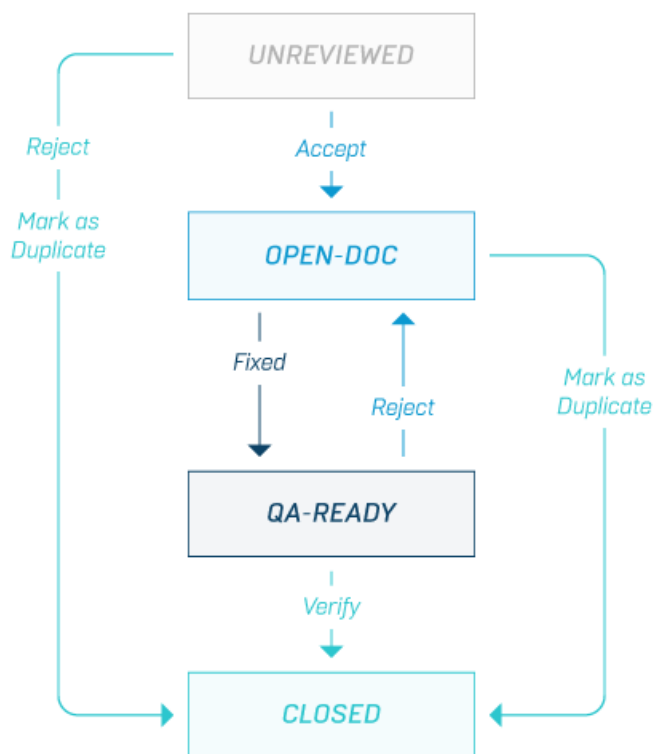 UNREVIEWED
Reject
Accept
Mark as
Duplicate
OPEN-DOC
Fixed
Mark as
Duplicate
Reject
QA-READY
Verify
CLOSED